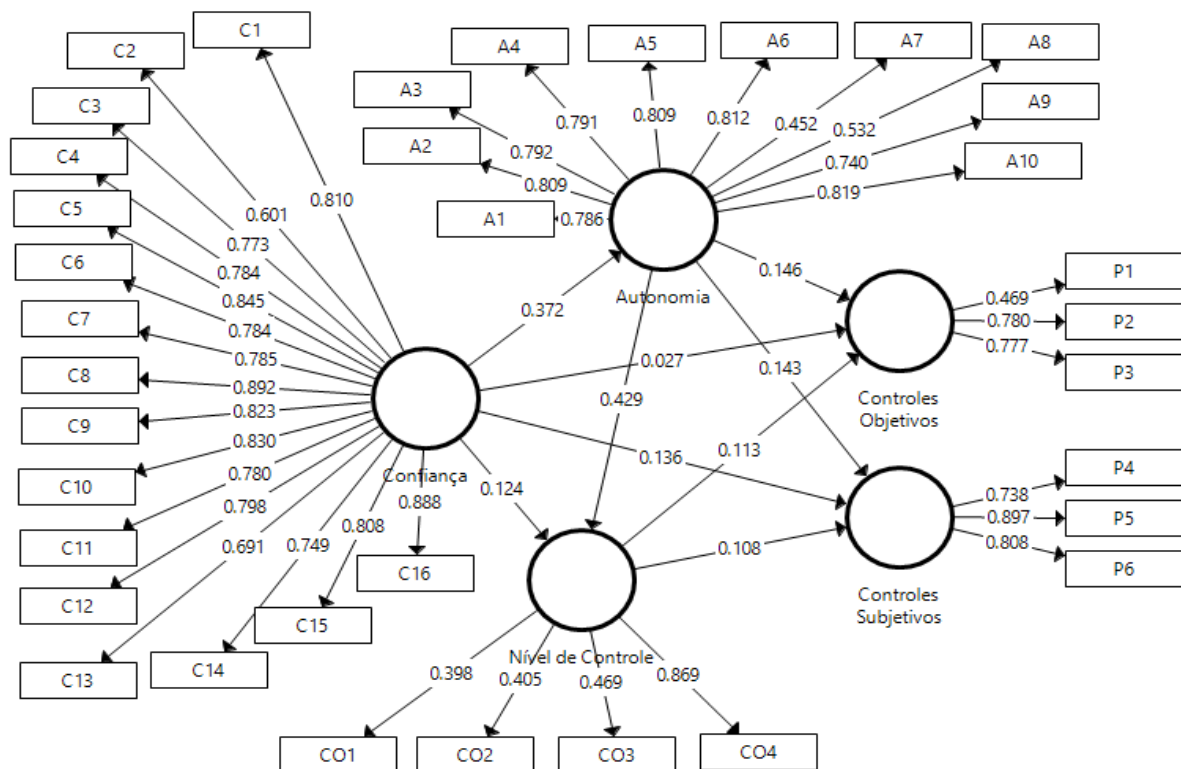 C1
C2
C3
C4
C5
C6
C7
C8
C9
C10
C11
C12
C13
C14
C15
C16
0.810
0.601
0.773
0.784
0.845
0.784
0.785
0.892
0.823
0.830
0.780
0.798
0.691
0.749
0.808
0.888
Confiança
A1
A2
A3
A4
A5
A6
A7
A8
A9
A10
0.786
0.809
0.792
0.791
0.809
0.812
0.452
0.532
0.740
0.819
Autonomia
0.372
0.146
0.027
0.143
0.429
0.113
0.136
0.124
0.108
Controles
Objetivos
0.469
0.780
0.777
P1
P2
P3
Controles
Subjetivos
0.738
0.897
0.808
P4
P5
P6
Nível de Controle
0.398
0.405
0.469
0.869
CO1
CO2
CO3
CO4